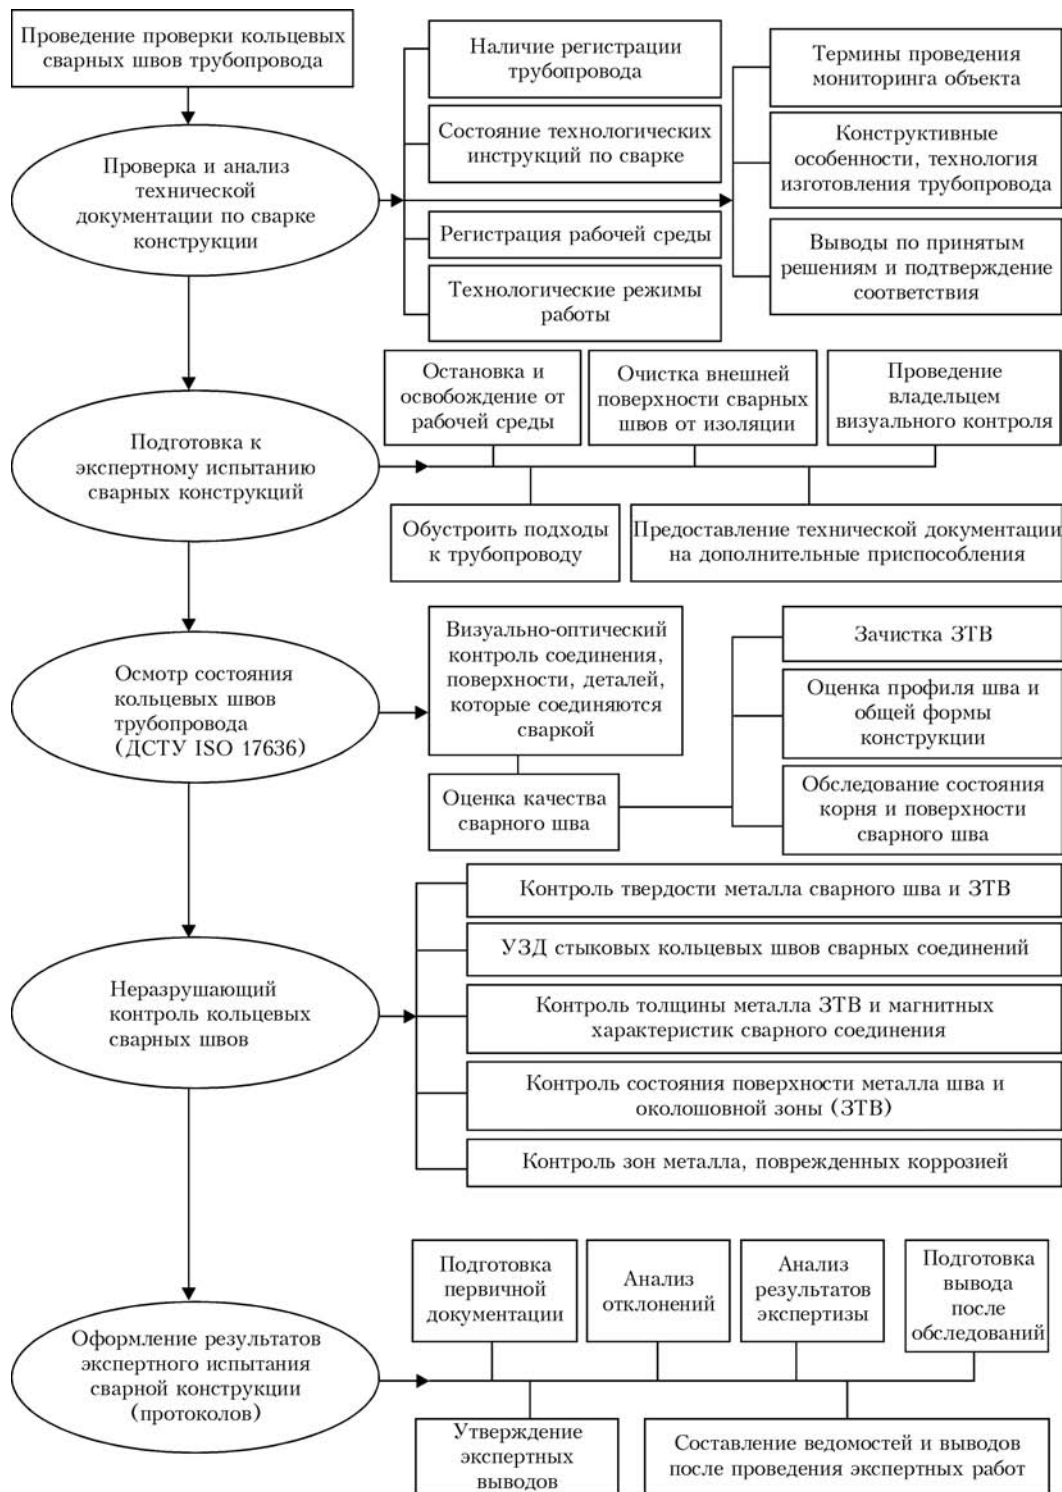 Проведение проверки кольцевых
сварных швов трубопровода
Проверка и анализ
технической
документации по сварке
конструкции
Наличие регистрации
трубопровода
Состояние технологических
инструкций по сварке
Регистрация рабочей среды
Технологические режимы
работы
Термины проведения
мониторинга объекта
Конструктивные
особенности, технология
изготовления трубопровода
Выводы по принятым
решениям и подтверждение
соответствия
Подготовка к
экспертному испытанию
сварных конструкций
Остановка и
освобождение от
рабочей среды
Очистка внешней
поверхности сварных
швов от изоляции
Проведение
владельцем
визуального контроля
Обустроить подходы
к трубопроводу
Предоставление технической документации
на дополнительные приспособления
Осмотр состояния
кольцевых швов
трубопровода
(ДСТУ ISO 17636)
Визуально-оптический
контроль соединения,
поверхности, деталей,
которые соединяются
сваркой
Оценка качества
сварного шва
Зачистка ЗТВ
Оценка профиля шва и
общей формы
конструкции
Обследование состояния
корня и поверхности
сварного шва
Неразрушающий
контроль кольцевых
сварных швов
Контроль твердости металла сварного шва и ЗТВ
УЗД стыковых кольцевых швов сварных соединений
Контроль толщины металла ЗТВ и магнитных
характеристик сварного соединения
Контроль состояния поверхности металла шва и
околошовной зоны (ЗТВ)
Контроль зон металла, поврежденных коррозией
Оформление результатов
экспертного испытания
сварной конструкции
(протоколов)
Подготовка
первичной
документации
Анализ
отклонений
Анализ
результатов
экспертизы
Подготовка
вывода
после
обследований
Утверждение
экспертных
выводов
Составление ведомостей и выводов
после проведения экспертных работ